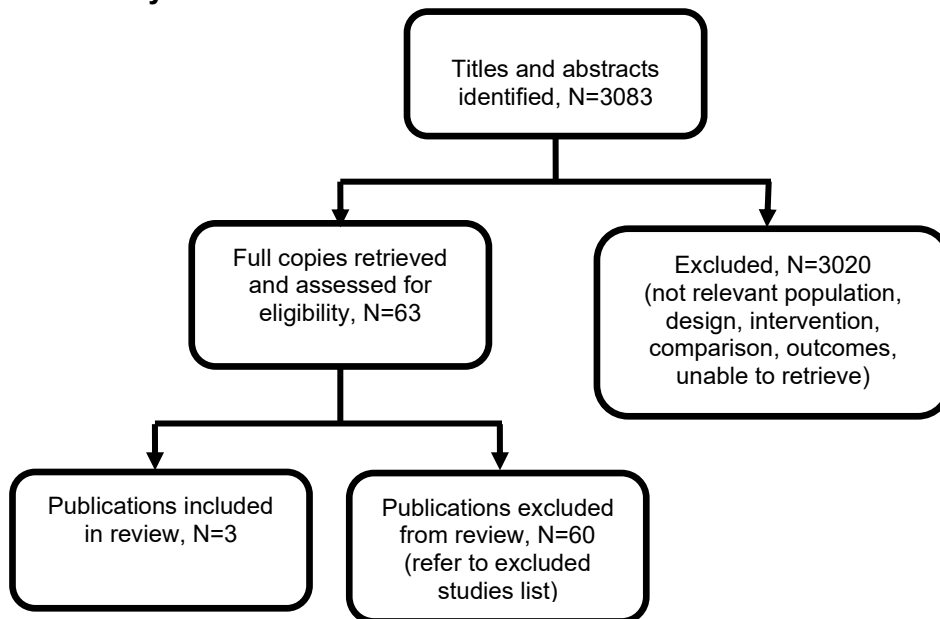 Titles and abstracts
identified, N=3083
Full copies retrieved
and assessed for
eligibility, N=63
Excluded, N=3020
(not relevant population,
design, intervention,
comparison, outcomes,
unable to retrieve)
Publications included
in review, N=3
Publications excluded
from review, N=60
(refer to excluded
studies list)